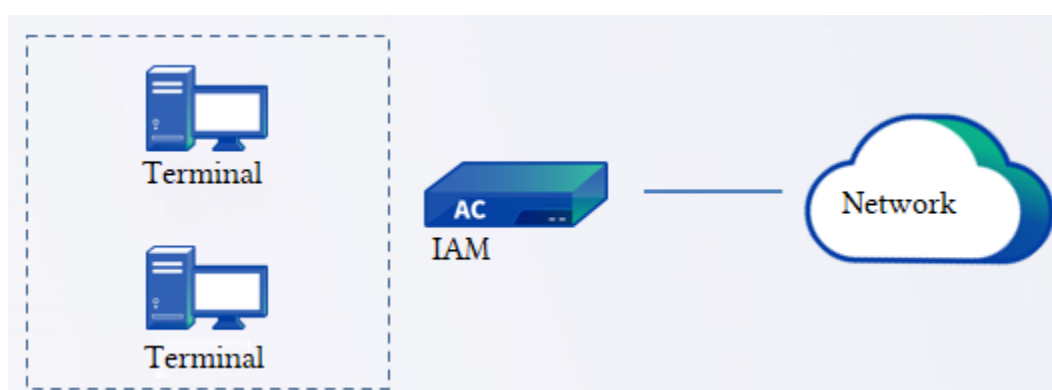 Terminal
AC
IAM
Network
Terminal